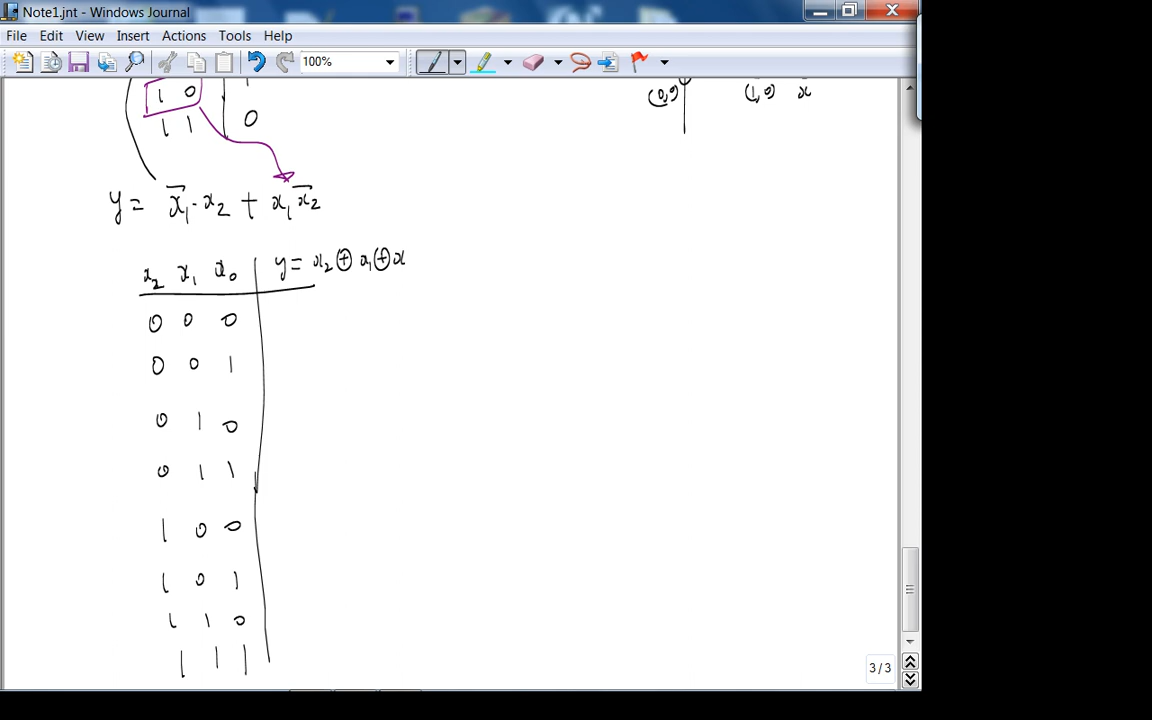 Note1.jnt - Windows Journal
File Edit View Insert Actions Tools Help
100%
1 0
1 1 0
(0,0) (1,0) x
y = x̅₁·x₂ + x₁x̅₂
x₂ x₁ x₀ y = x₂ ⊕ x₁ ⊕ x
0 0 0
0 0 1
0 1 0
0 1 1
1 0 0
1 0 1
1 1 0
1 1 1
3 / 3